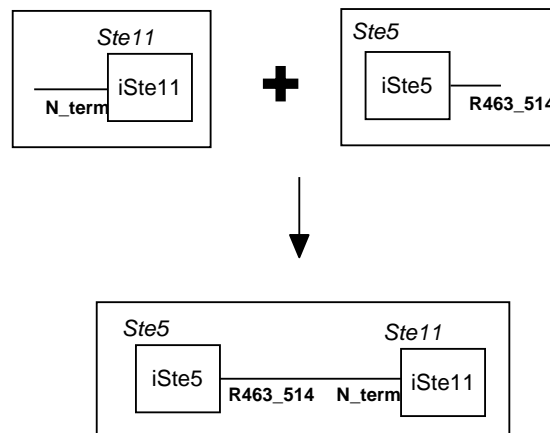 Ste11
iSte11
N_term
Ste5
iSte5
R463_514
Ste5
Ste11
iSte5
iSte11
R463_514 N_term